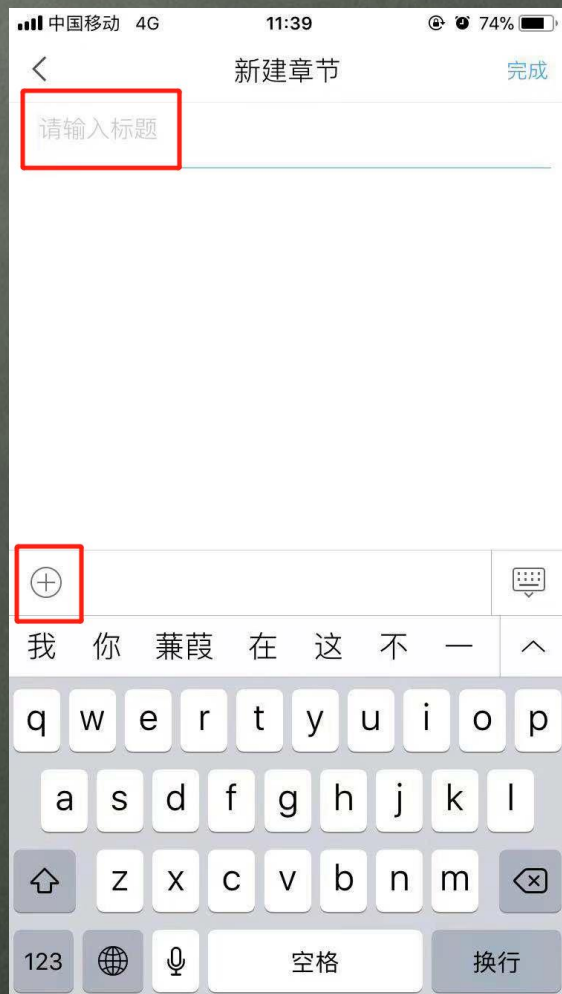 中国移动 4G 11:39 74%
新建章节 完成
请输入标题
我 你 蒹葭 在 这 不 一
q w e r t y u i o p
a s d f g h j k l
z x c v b n m
123 空格 换行